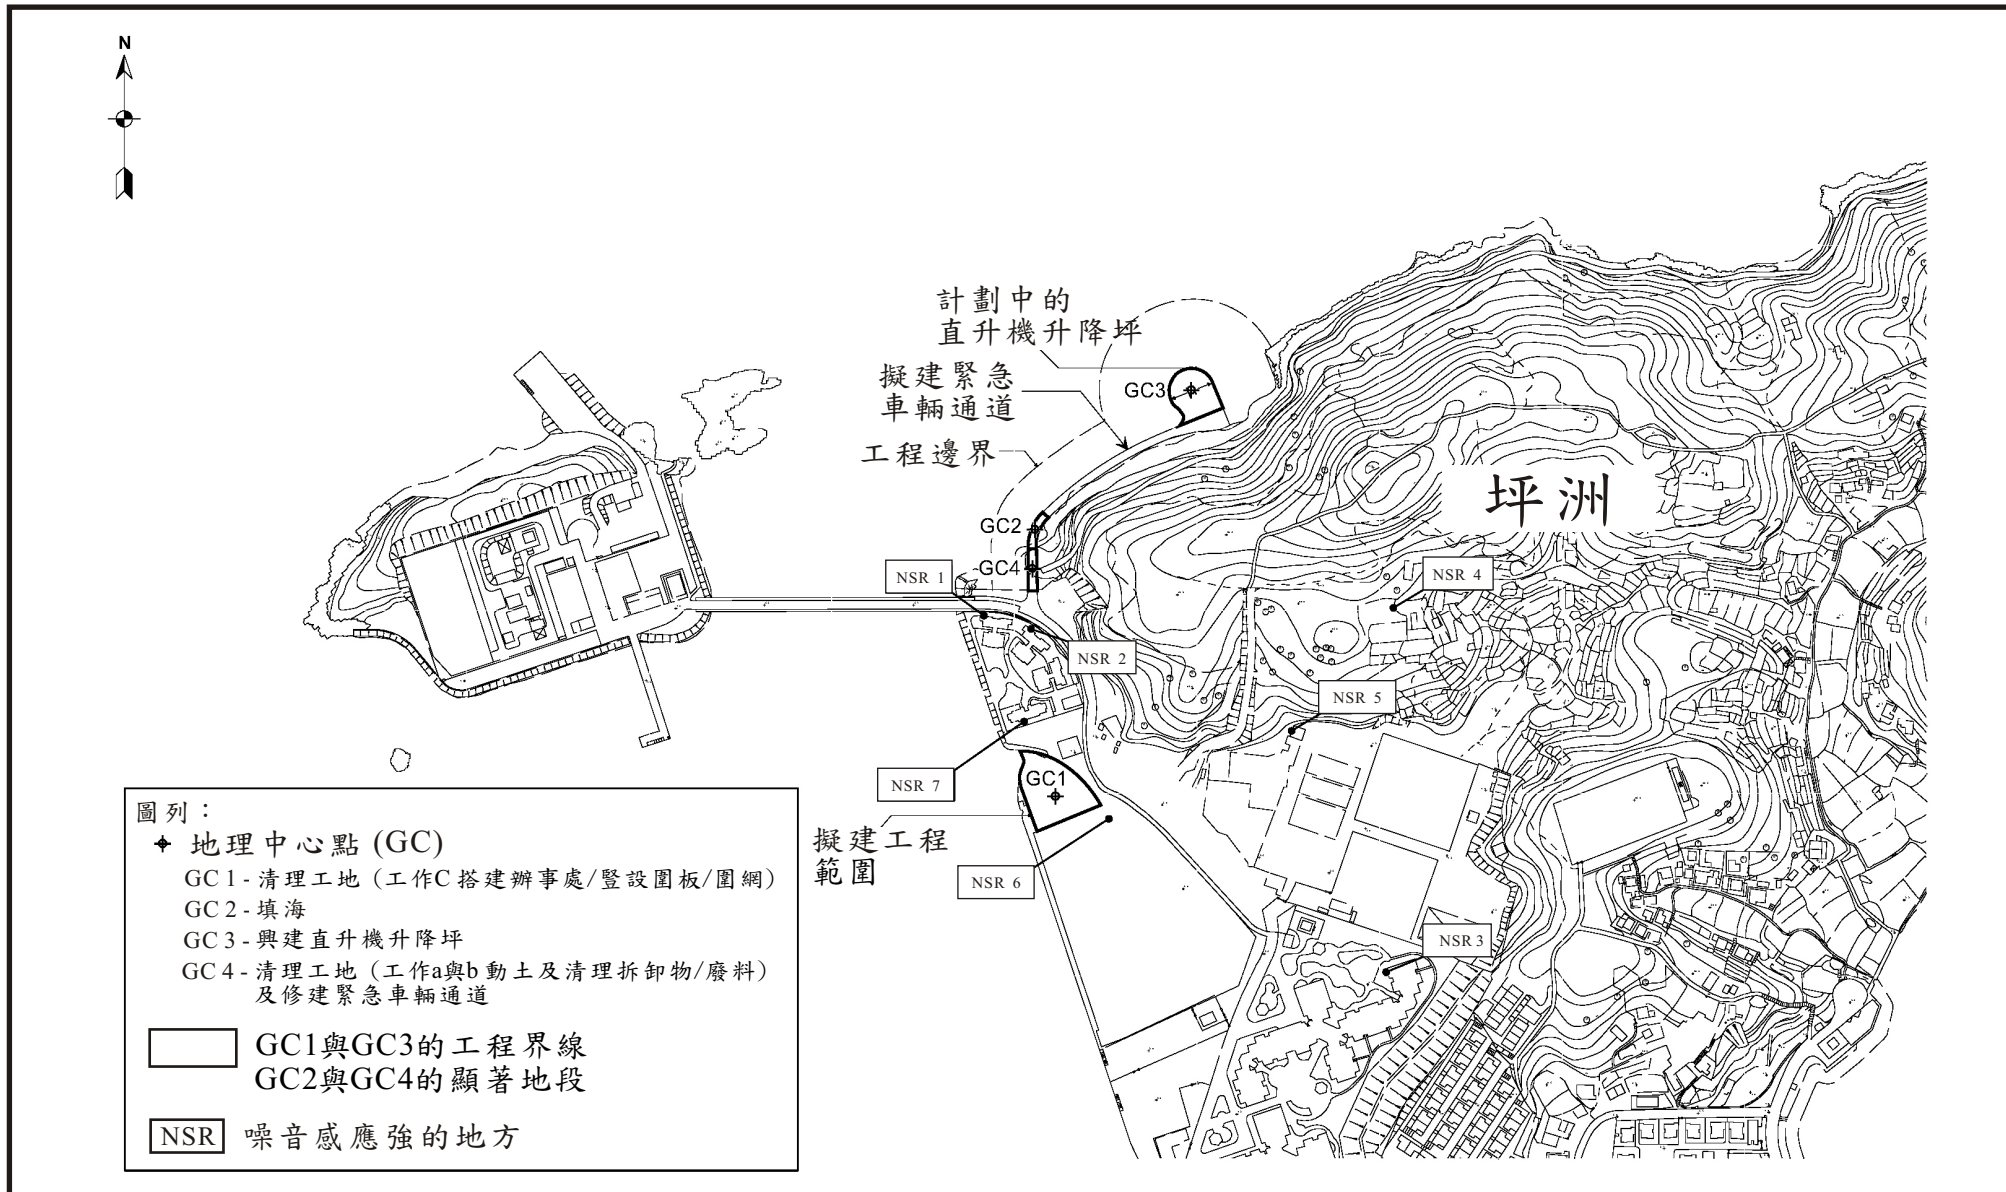 N
計劃中的
直升機升降坪
擬建緊急
車輛通道
工程邊界
GC3
坪洲
GC2
GC4
NSR 1
NSR 4
NSR 2
NSR 5
NSR 7
GC1
擬建工程
範圍
NSR 6
NSR 3
圖列：
地理中心點 (GC)
GC 1 - 清理工地（工作C 搭建辦事處/豎設圍板/圍網）
GC 2 - 填海
GC 3 - 興建直升機升降坪
GC 4 - 清理工地（工作a與b 動土及清理拆卸物/廢料）
及修建緊急車輛通道
GC1與GC3的工程界線
GC2與GC4的顯著地段
NSR 噪音感應強的地方